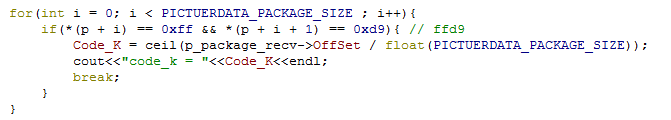 for(int i = 0; i < PICTUERDATA_PACKAGE_SIZE ; i++){
if(*(p + i) == 0xff && *(p + i + 1) == 0xd9){ // ffd9
Code_K = ceil(p_package_recv->OffSet / float(PICTUERDATA_PACKAGE_SIZE));
cout<<"code_k = "<<Code_K<<endl;
break;
}
}